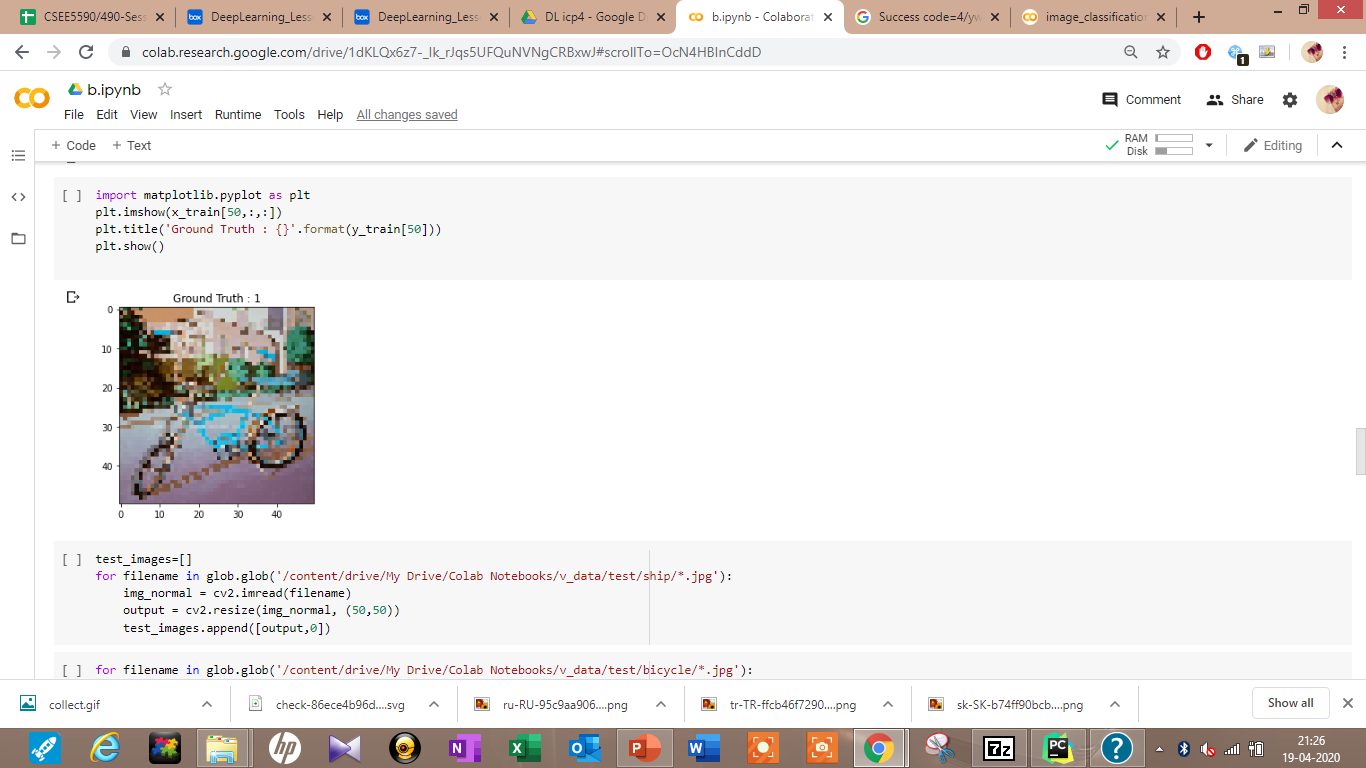 CSEE5590/490-Sess
DeepLearning_Less
DeepLearning_Less
DL icp4 - Google D
b.ipynb - Colaborat
Success code=4/yw
image_classification
colab.research.google.com/drive/1dKLQx6z7-_Ik_rJqs5UFQuNVNgCRBxwJ#scrollTo=OcN4HBlnCddD
1
b.ipynb
Comment
Share
File Edit View Insert Runtime Tools Help All changes saved
+ Code + Text
RAM
Disk
Editing
[ ] import matplotlib.pyplot as plt
plt.imshow(x_train[50,:,:])
plt.title('Ground Truth : {}'.format(y_train[50]))
plt.show()
Ground Truth : 1
0
10
20
30
40
0 10 20 30 40
[ ] test_images=[]
for filename in glob.glob('/content/drive/My Drive/Colab Notebooks/v_data/test/ship/*.jpg'):
img_normal = cv2.imread(filename)
output = cv2.resize(img_normal, (50,50))
test_images.append([output,0])
[ ] for filename in glob.glob('/content/drive/My Drive/Colab Notebooks/v_data/test/bicycle/*.jpg'):
collect.gif
check-86ece4b96d....svg
ru-RU-95c9aa906....png
tr-TR-ffcb46f7290....png
sk-SK-b74ff90bcb....png
Show all
21:26
19-04-2020